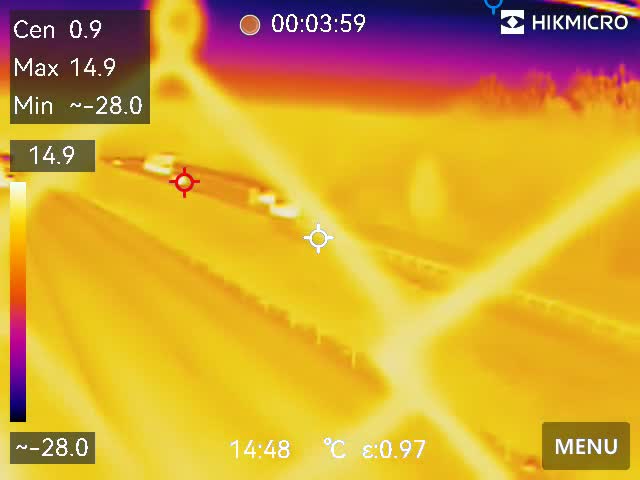 Cen 0.9
Max 14.9
Min ~-28.0
00:03:59
HIKMICRO
14.9
~-28.0
14:48 ℃ ε:0.97
MENU